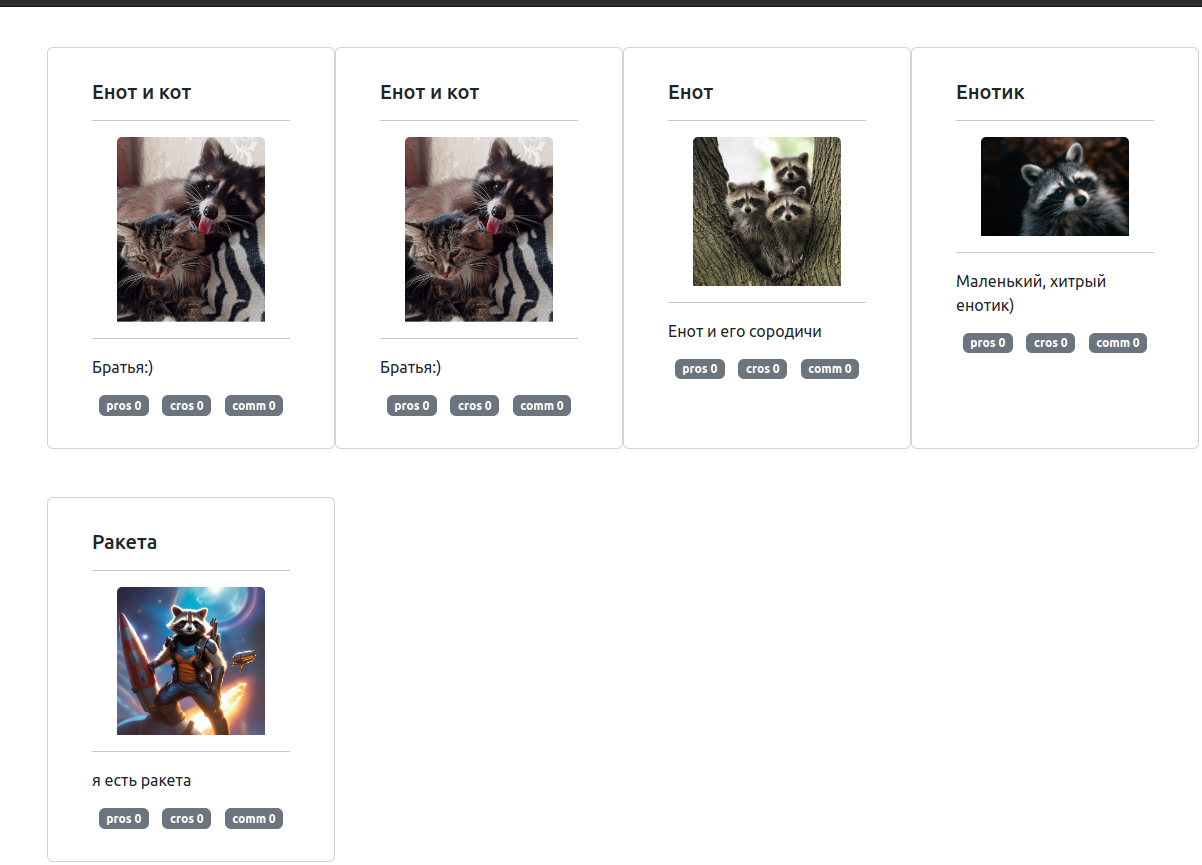 Енот и кот
Братья:)
pros 0 cros 0 comm 0
Енот и кот
Братья:)
pros 0 cros 0 comm 0
Енот
Енот и его сородичи
pros 0 cros 0 comm 0
Енотик
Маленький, хитрый
енотик)
pros 0 cros 0 comm 0
Ракета
я есть ракета
pros 0 cros 0 comm 0